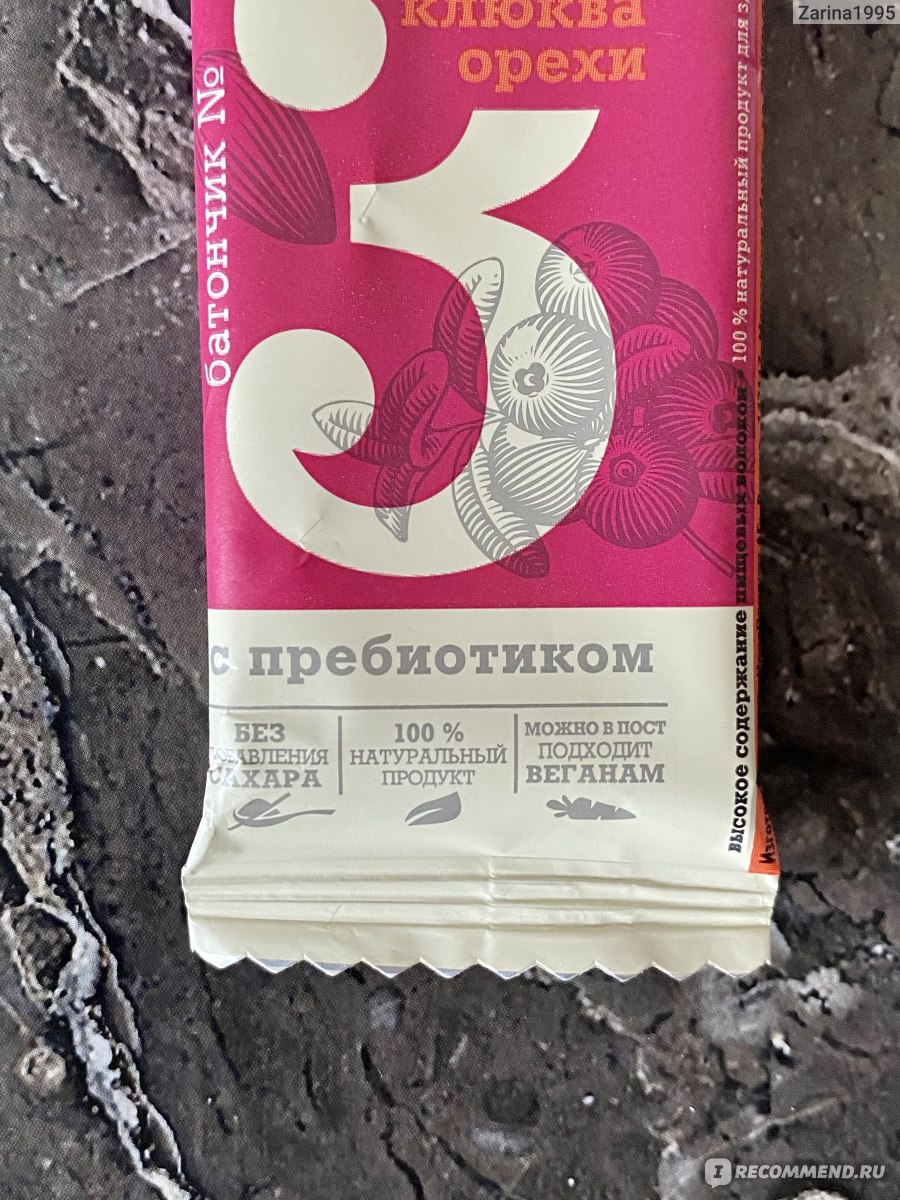 Zarina1995
клюква
орехи
батончик №
3
с пребиотиком
БЕЗ
ДОБАВЛЕНИЯ
САХАРА
100 %
НАТУРАЛЬНЫЙ
ПРОДУКТ
МОЖНО В ПОСТ
ПОДХОДИТ
ВЕГАНАМ
высокое содержание пищевых волокон • 100 % натуральный продукт для
IRECOMMEND.RU